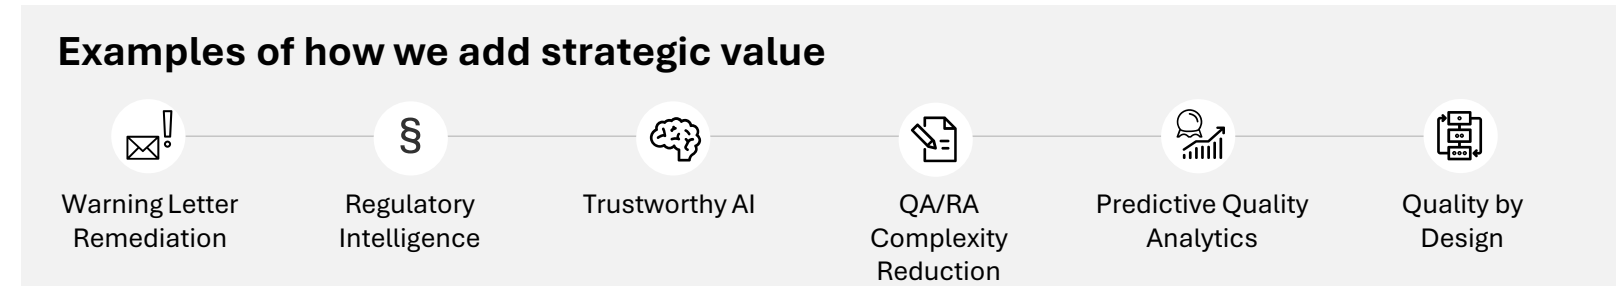 Examples of how we add strategic value
§
Warning Letter
Remediation
Regulatory
Intelligence
Trustworthy AI
QA/RA
Complexity
Reduction
Predictive Quality
Analytics
Quality by
Design